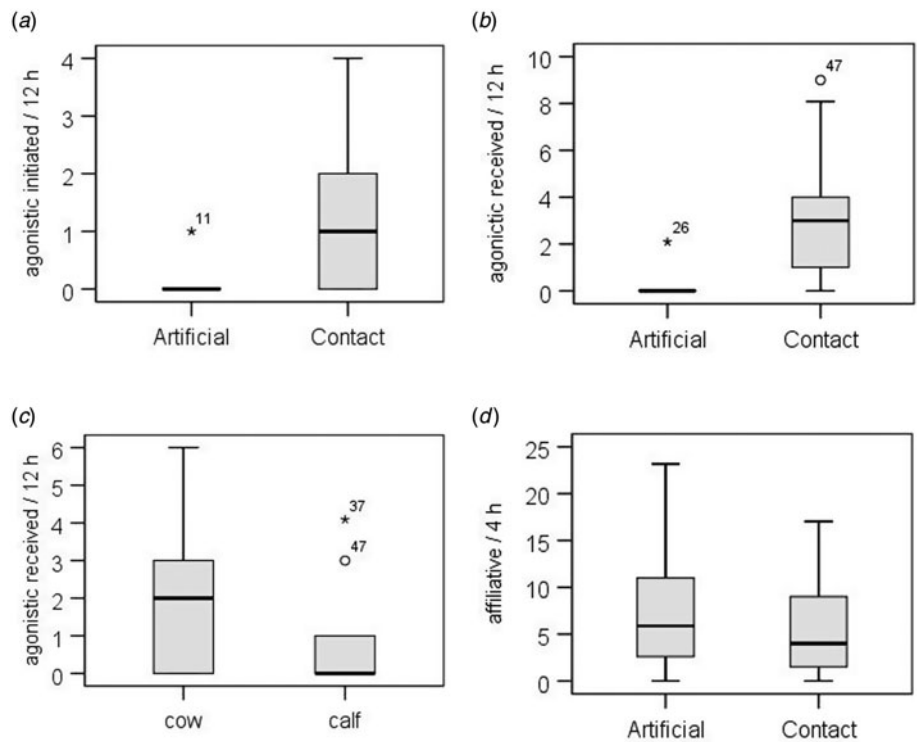 (a)
agonistic initiated / 12 h
4
3
2
1
0
11
Artificial
Contact
(b)
agonictic received / 12 h
10
8
6
4
2
0
47
26
Artificial
Contact
(c)
agonistic received / 12 h
6
5
4
3
2
1
0
37
47
cow
calf
(d)
affiliative / 4 h
25
20
15
10
5
0
Artificial
Contact